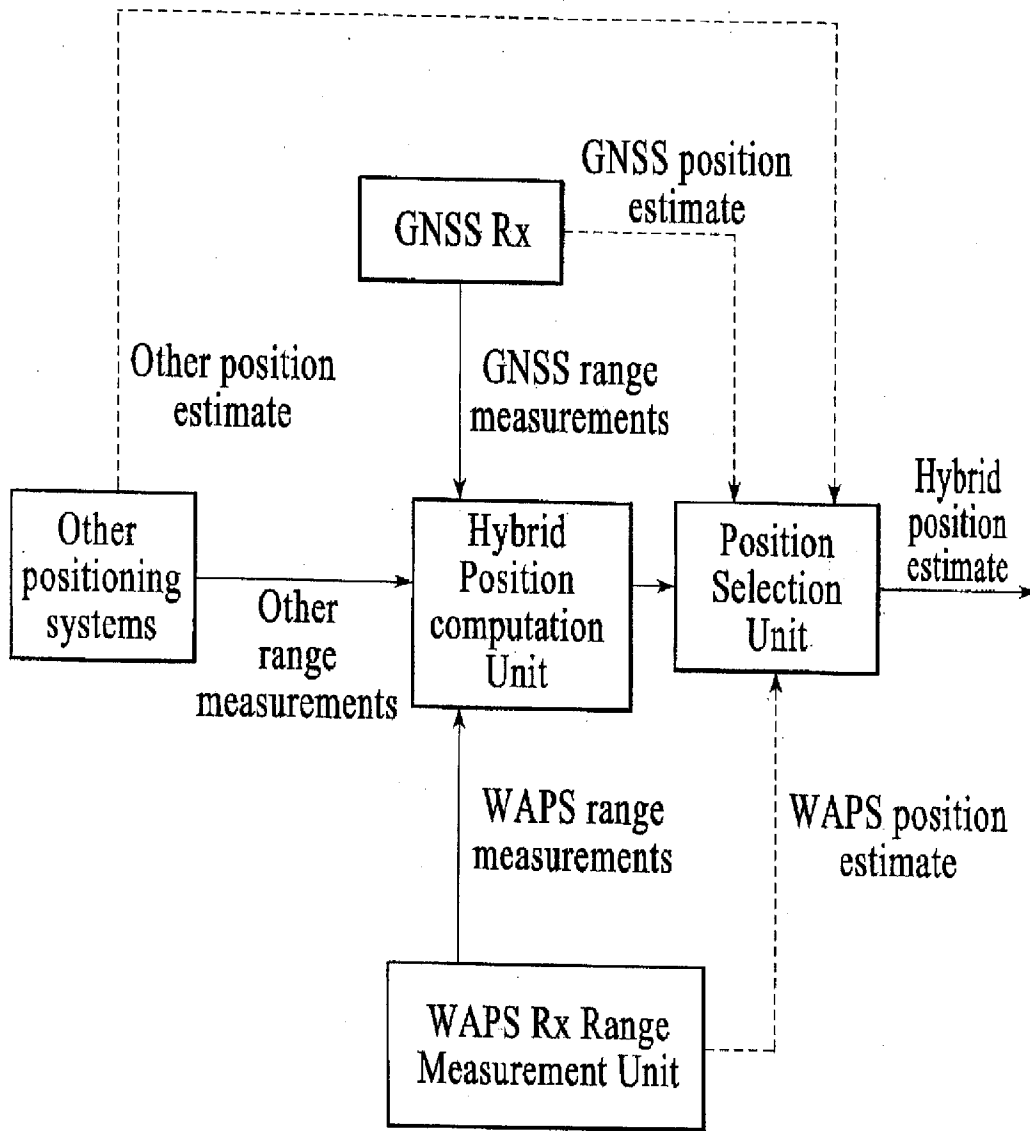 GNSS position
estimate
GNSS Rx
Other position
estimate
GNSS range
measurements
Hybrid
position
estimate
Other
positioning
systems
Other
range
measurements
Hybrid
Position
computation
Unit
Position
Selection
Unit
WAPS range
measurements
WAPS position
estimate
WAPS Rx Range
Measurement Unit